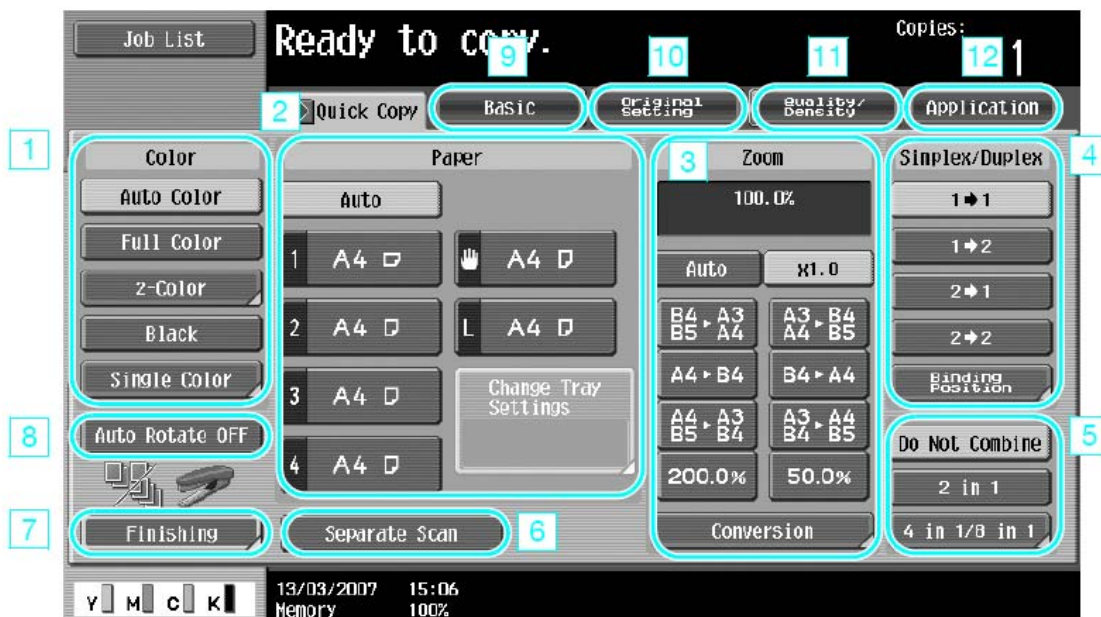 Job List
Ready to copy.
Copies:
1
9
10
11
12
2
Quick Copy
Basic
Original
Setting
Quality/
Density
Application
1
Color
Auto Color
Full Color
2-Color
Black
Single Color
8
Auto Rotate OFF
7
Finishing
Paper
Auto
1 A4
A4
2 A4
L A4
3 A4
Change Tray
Settings
4 A4
Separate Scan
6
3
Zoom
100.0%
Auto
x1.0
B4▸A3
B5▸A4
A3▸B4
A4▸B5
A4▸B4
B4▸A4
A4▸A3
B5▸B4
A3▸A4
B4▸B5
200.0%
50.0%
Conversion
4
Simplex/Duplex
1➔1
1➔2
2➔1
2➔2
Binding
Position
5
Do Not Combine
2 in 1
4 in 1/8 in 1
Y M C K
13/03/2007 15:06
Memory 100%